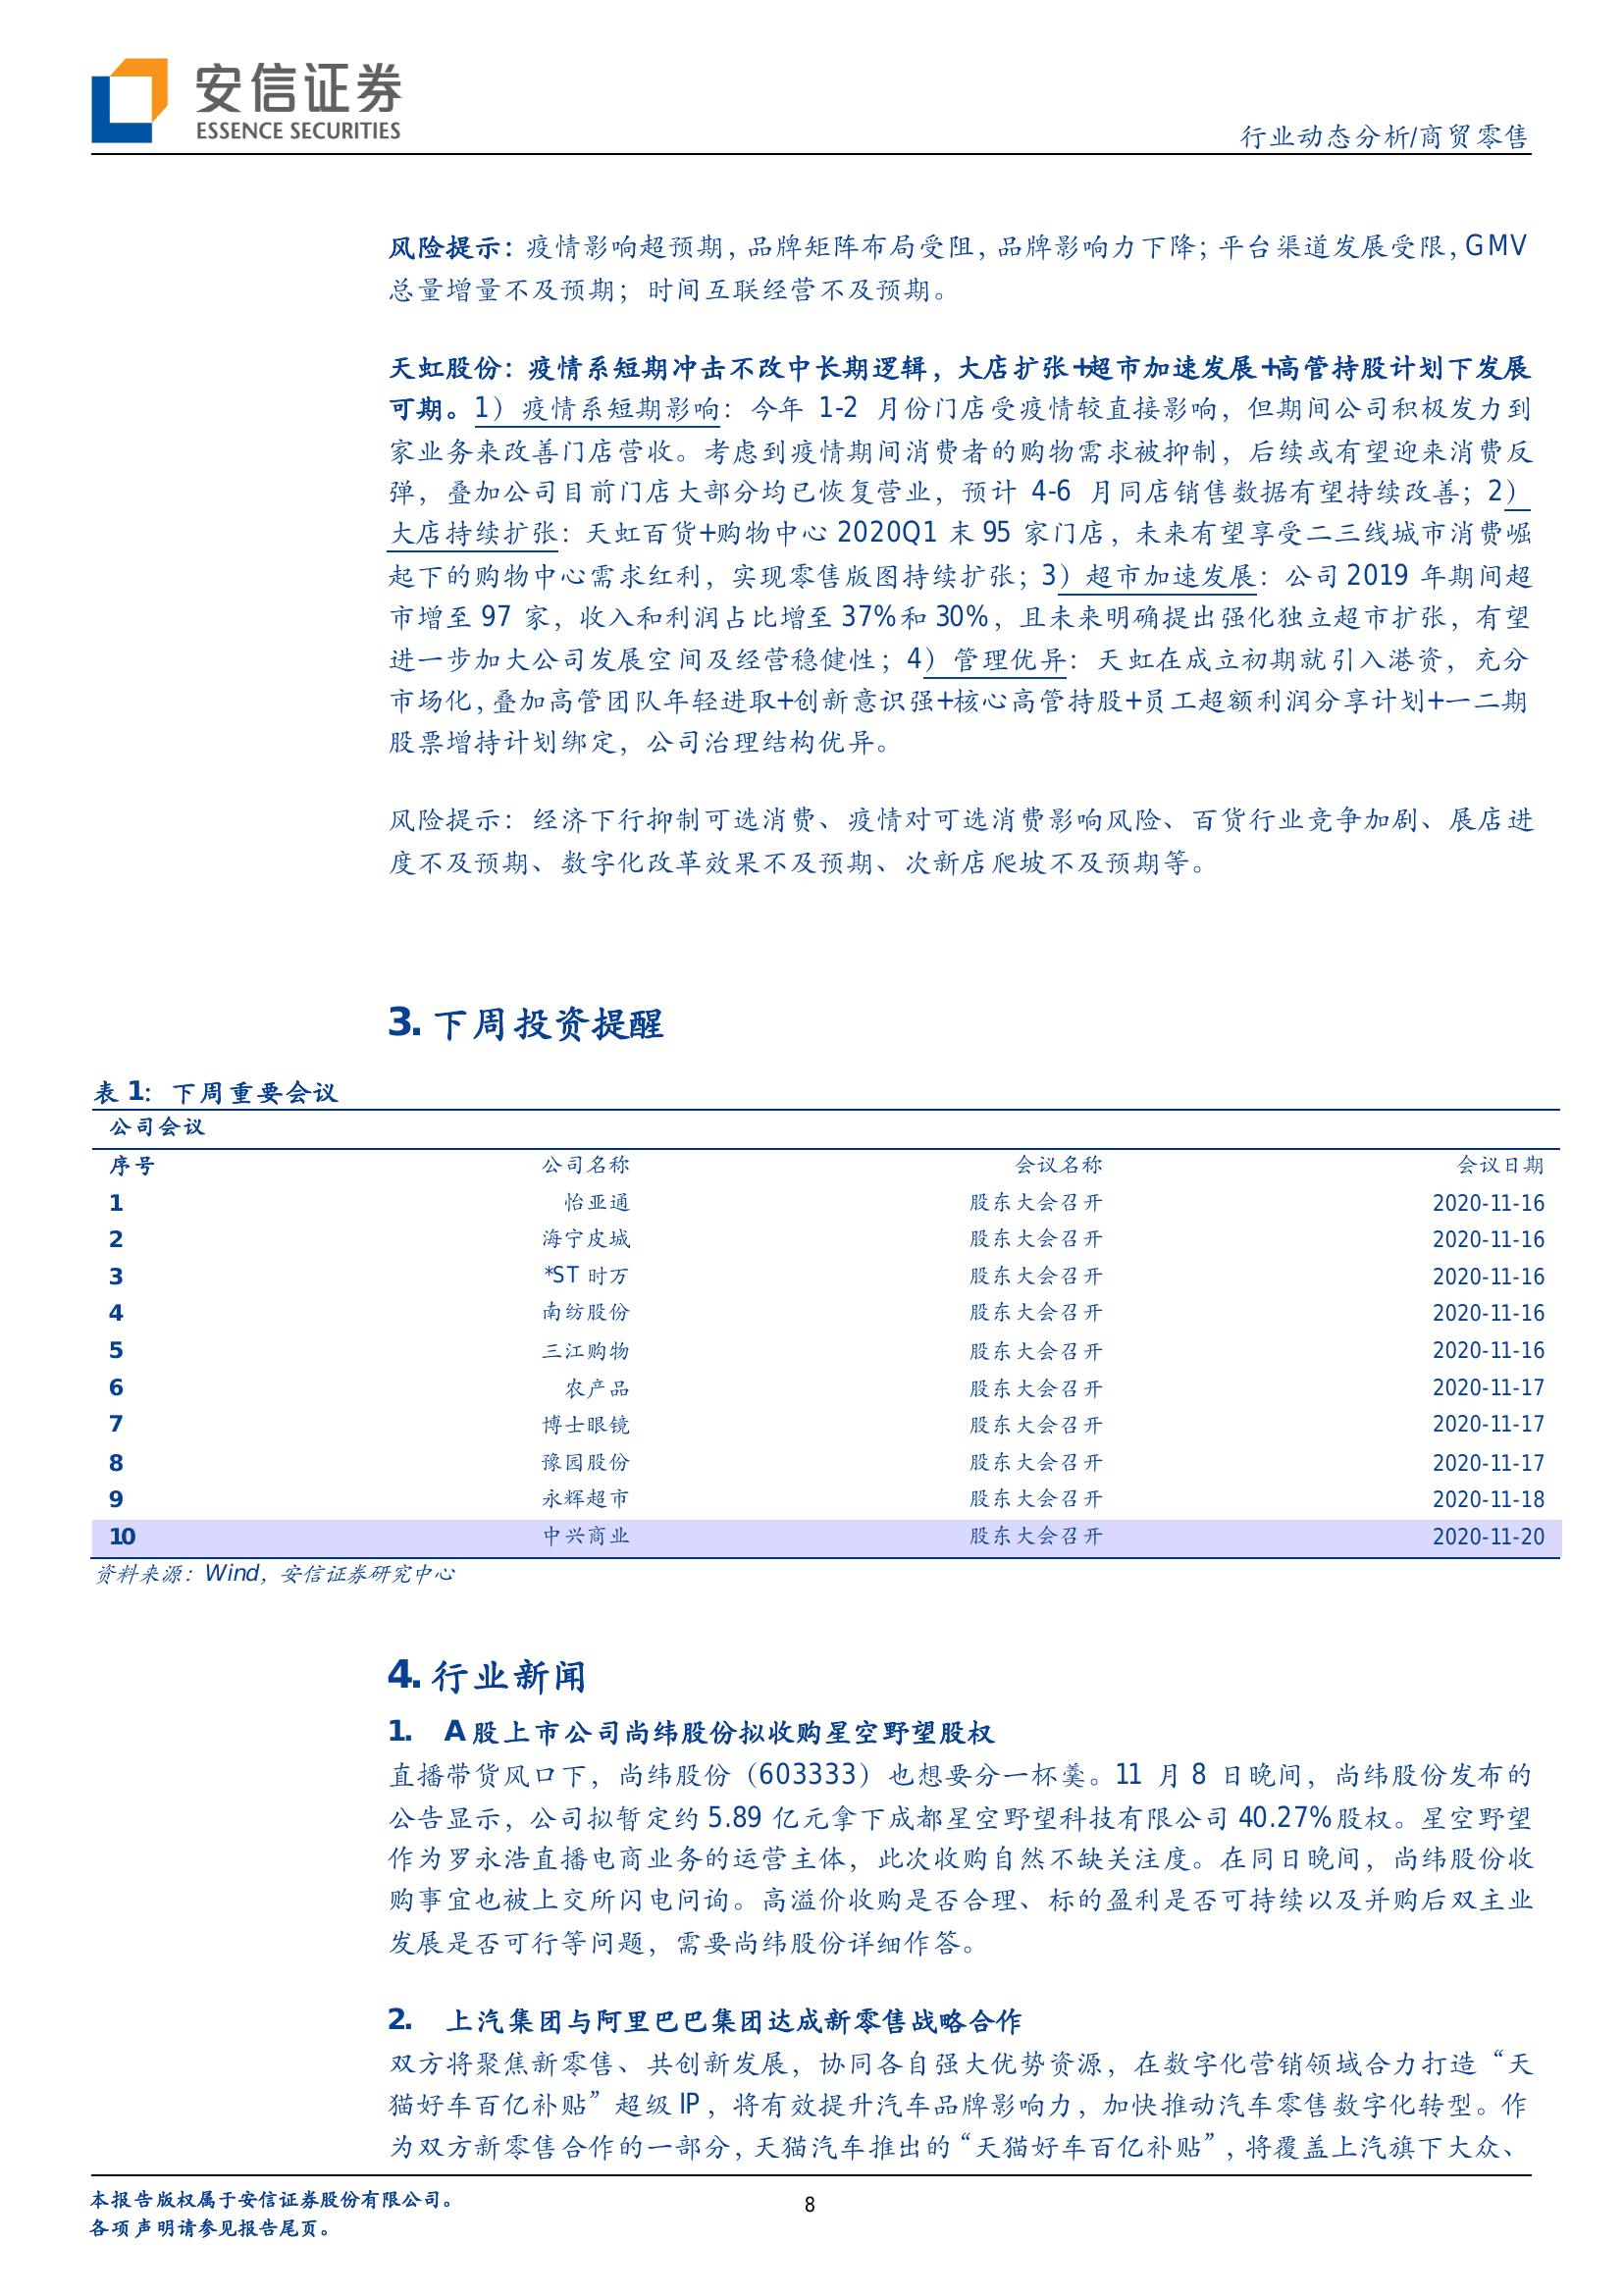 安信证券
ESSENCE SECURITIES
行业动态分析/商贸零售
风险提示：疫情影响超预期，品牌矩阵布局受阻，品牌影响力下降；平台渠道发展受限，GMV
总量增量不及预期；时间互联经营不及预期。
天虹股份：疫情系短期冲击不改中长期逻辑，大店扩张+超市加速发展+高管持股计划下发展
可期。1）疫情系短期影响：今年 1-2 月份门店受疫情较直接影响，但期间公司积极发力到
家业务来改善门店营收。考虑到疫情期间消费者的购物需求被抑制，后续或有望迎来消费反
弹，叠加公司目前门店大部分均已恢复营业，预计 4-6 月同店销售数据有望持续改善；2）
大店持续扩张：天虹百货+购物中心 2020Q1 末 95 家门店，未来有望享受二三线城市消费崛
起下的购物中心需求红利，实现零售版图持续扩张；3）超市加速发展：公司 2019 年期间超
市增至 97 家，收入和利润占比增至 37%和 30%，且未来明确提出强化独立超市扩张，有望
进一步加大公司发展空间及经营稳健性；4）管理优异：天虹在成立初期就引入港资，充分
市场化，叠加高管团队年轻进取+创新意识强+核心高管持股+员工超额利润分享计划+一二期
股票增持计划绑定，公司治理结构优异。
风险提示：经济下行抑制可选消费、疫情对可选消费影响风险、百货行业竞争加剧、展店进
度不及预期、数字化改革效果不及预期、次新店爬坡不及预期等。
3. 下周投资提醒
表 1：下周重要会议
公司会议
序号 公司名称 会议名称 会议日期
1 怡亚通 股东大会召开 2020-11-16
2 海宁皮城 股东大会召开 2020-11-16
3 *ST 时万 股东大会召开 2020-11-16
4 南纺股份 股东大会召开 2020-11-16
5 三江购物 股东大会召开 2020-11-16
6 农产品 股东大会召开 2020-11-17
7 博士眼镜 股东大会召开 2020-11-17
8 豫园股份 股东大会召开 2020-11-17
9 永辉超市 股东大会召开 2020-11-18
10 中兴商业 股东大会召开 2020-11-20
资料来源：Wind，安信证券研究中心
4. 行业新闻
1. A 股上市公司尚纬股份拟收购星空野望股权
直播带货风口下，尚纬股份（603333）也想要分一杯羹。11 月 8 日晚间，尚纬股份发布的
公告显示，公司拟暂定约 5.89 亿元拿下成都星空野望科技有限公司 40.27%股权。星空野望
作为罗永浩直播电商业务的运营主体，此次收购自然不缺关注度。在同日晚间，尚纬股份收
购事宜也被上交所闪电问询。高溢价收购是否合理、标的盈利是否可持续以及并购后双主业
发展是否可行等问题，需要尚纬股份详细作答。
2. 上汽集团与阿里巴巴集团达成新零售战略合作
双方将聚焦新零售、共创新发展，协同各自强大优势资源，在数字化营销领域合力打造“天
猫好车百亿补贴”超级 IP，将有效提升汽车品牌影响力，加快推动汽车零售数字化转型。作
为双方新零售合作的一部分，天猫汽车推出的“天猫好车百亿补贴”，将覆盖上汽旗下大众、
本报告版权属于安信证券股份有限公司。
各项声明请参见报告尾页。
8